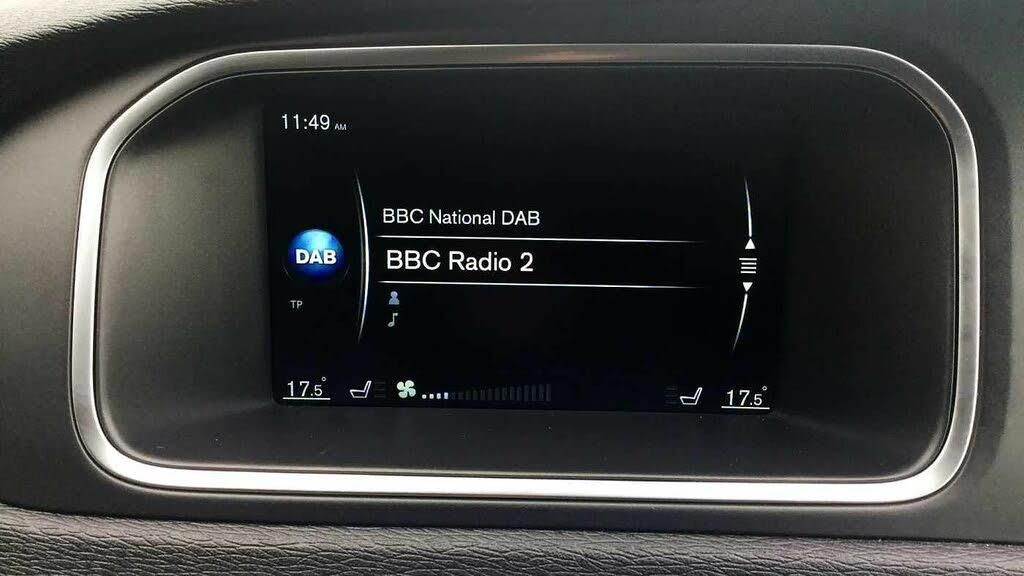 11:49 AM
BBC National DAB
DAB
BBC Radio 2
TP
17.5° 17.5°